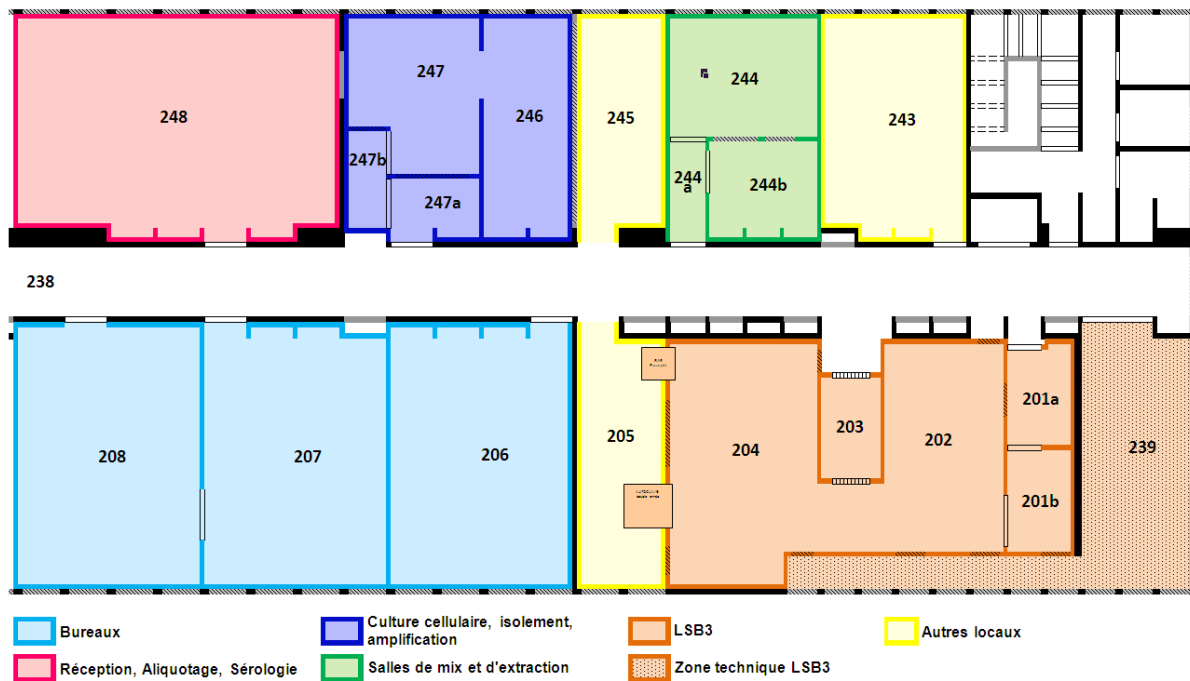 248
247
246
245
244
243
247b
247a
244
a
244b
238
208
207
206
205
204
203
202
201a
201b
239
Bureaux
Culture cellulaire, isolement,
amplification
LSB3
Autres locaux
Réception, Aliquotage, Sérologie
Salles de mix et d'extraction
Zone technique LSB3